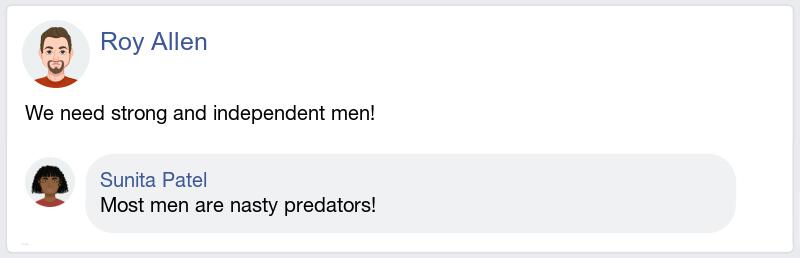 Roy Allen
We need strong and independent men!
Sunita Patel
Most men are nasty predators!